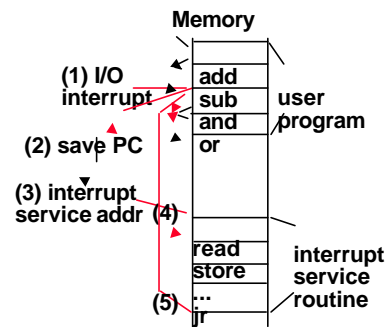 Memory
(1) I/O
interrupt
add
sub
and
or
user
program
(2) save PC
(3) interrupt
service addr
(4)
read
store
...
jr
interrupt
service
routine
(5)